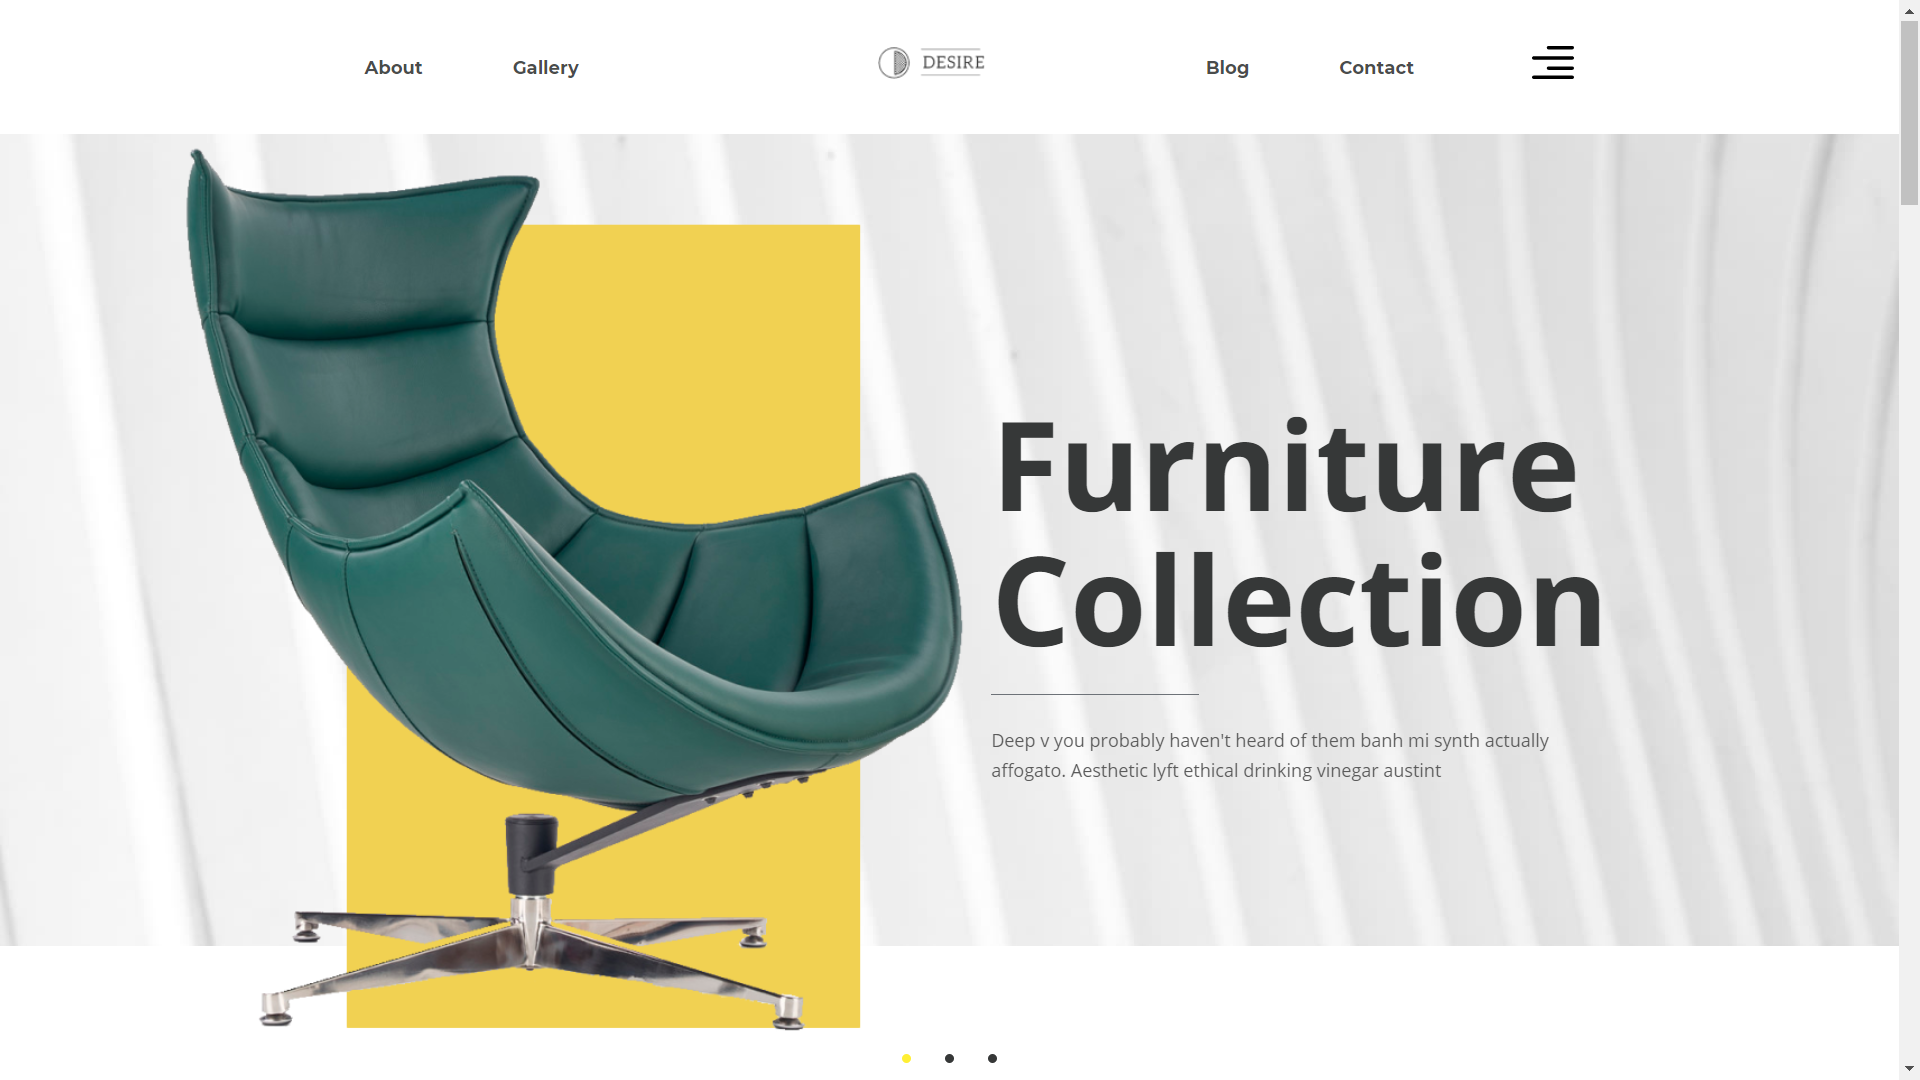 About
Gallery
DESIRE
Blog
Contact
Furniture
Collection
Deep v you probably haven't heard of them banh mi synth actually
affogato. Aesthetic lyft ethical drinking vinegar austint